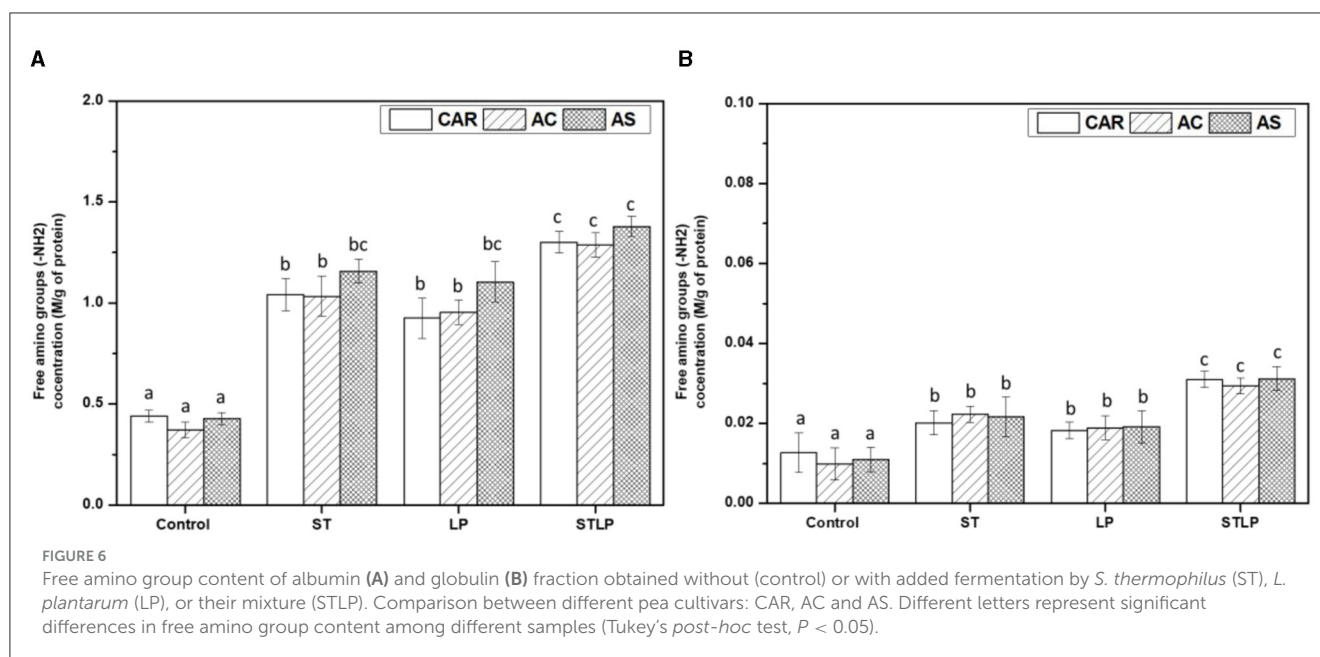 A
2.0
1.5
1.0
0.5
0.0
Free amino groups (-NH2)
cocentration (M/g of protein)
CAR AC AS
a a a
b b bc
b b bc
c c c
Control ST LP STLP
B
0.10
0.08
0.06
0.04
0.02
0.00
Free amino groups (-NH2)
cocentration (M/g of protein)
CAR AC AS
a a a
b b b
b b b
c c c
Control ST LP STLP
FIGURE 6
Free amino group content of albumin (A) and globulin (B) fraction obtained without (control) or with added fermentation by S. thermophilus (ST), L.
plantarum (LP), or their mixture (STLP). Comparison between different pea cultivars: CAR, AC and AS. Different letters represent significant
differences in free amino group content among different samples (Tukey's post-hoc test, P < 0.05).